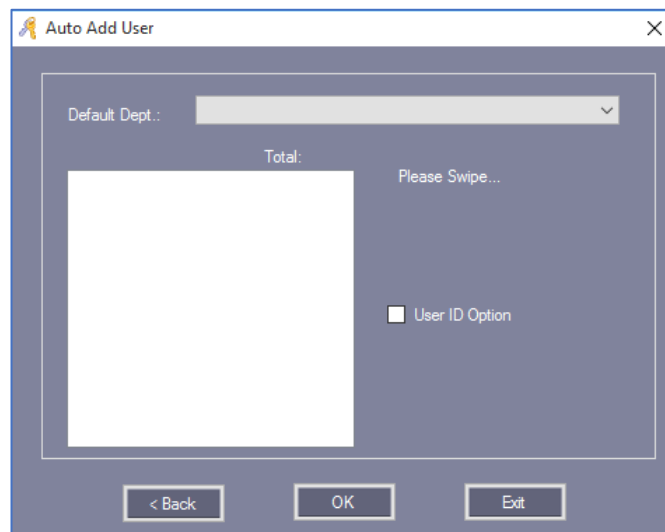 Auto Add User
Default Dept.:
Total:
Please Swipe...
User ID Option
< Back
OK
Exit